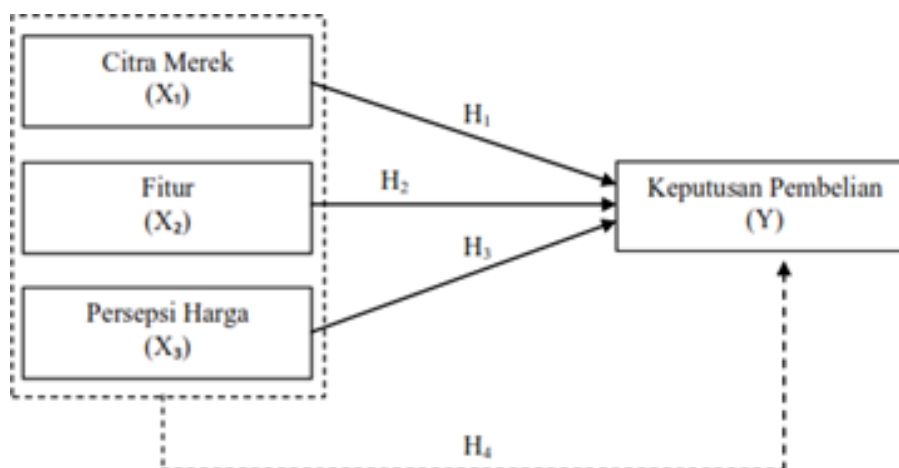 Citra Merek
(X₁)
H₁
Fitur
(X₂)
H₂
Keputusan Pembelian
(Y)
H₃
Persepsi Harga
(X₃)
H₄